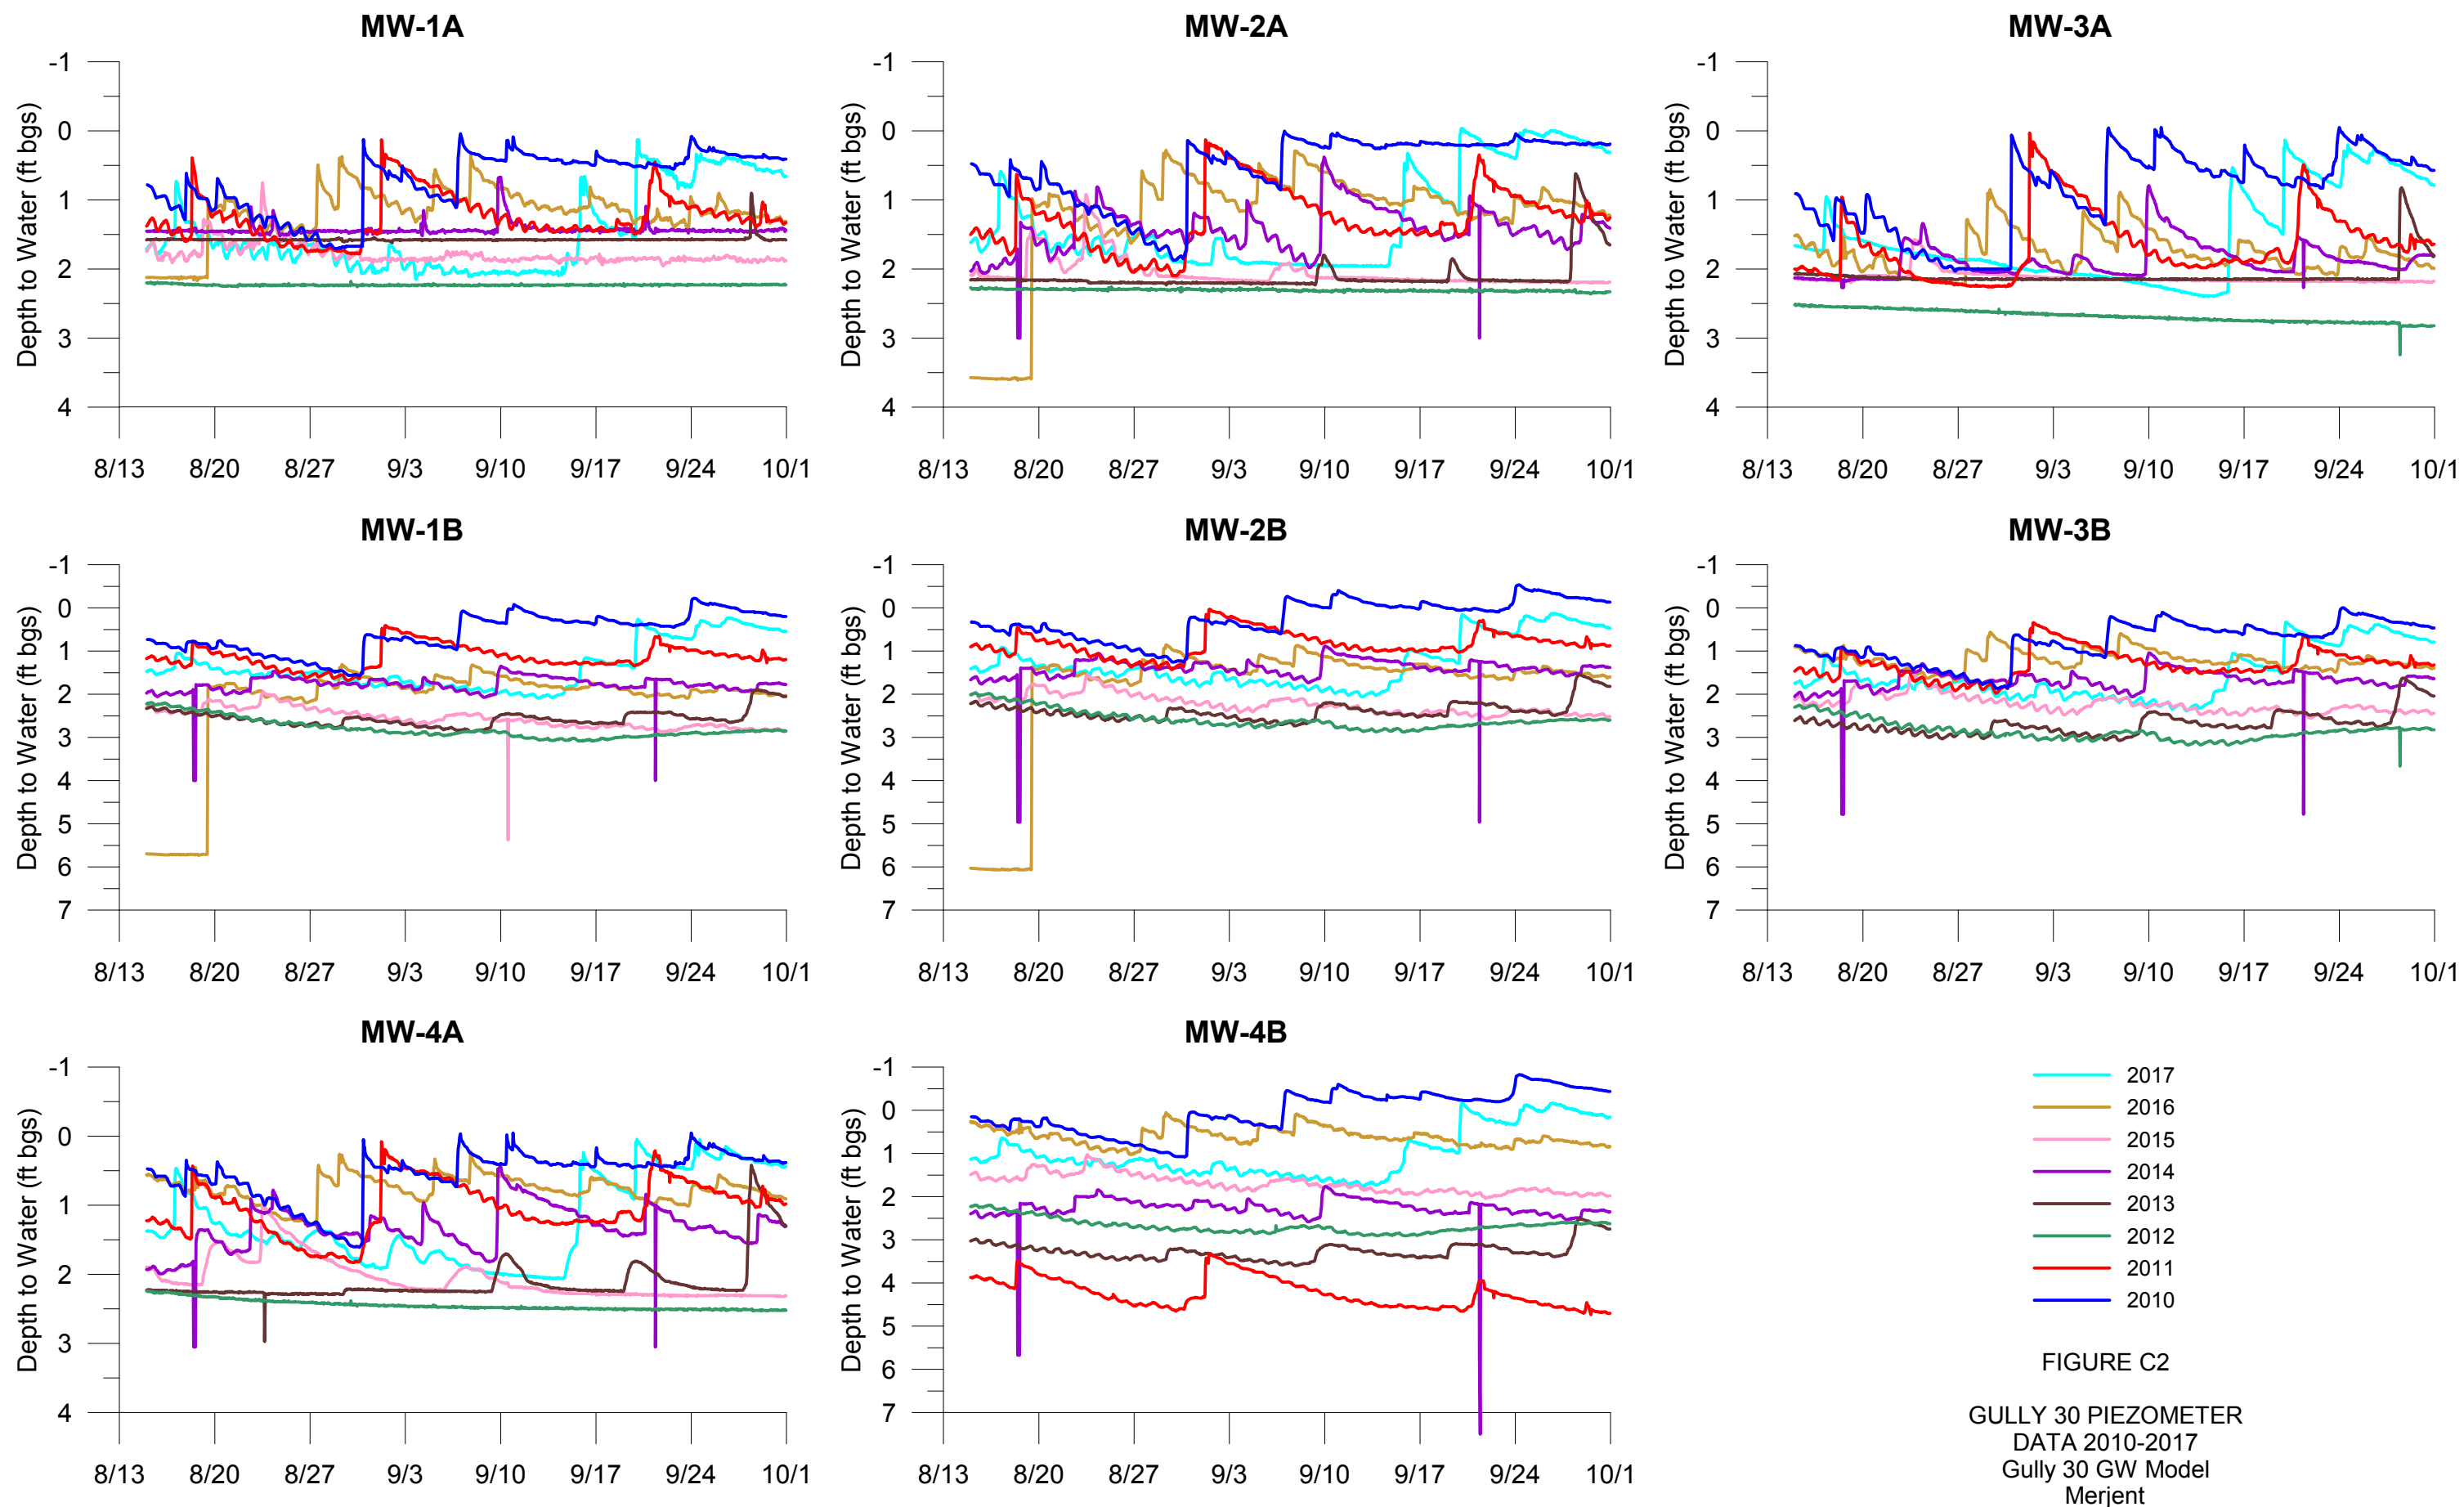 MW-1A
MW-2A
MW-3A
Depth to Water (fft bgs)
-1
0
1
2
3
4
8/13 8/20 8/27 9/3 9/10 9/17 9/24 10/1
Depth to Water (fft bgs)
-1
0
1
2
3
4
8/13 8/20 8/27 9/3 9/10 9/17 9/24 10/1
Depth to Water (fft bgs)
-1
0
1
2
3
4
8/13 8/20 8/27 9/3 9/10 9/17 9/24 10/1
MW-1B
MW-2B
MW-3B
Depth to Water (fft bgs)
-1
0
1
2
3
4
5
6
7
8/13 8/20 8/27 9/3 9/10 9/17 9/24 10/1
Depth to Water (fft bgs)
-1
0
1
2
3
4
5
6
7
8/13 8/20 8/27 9/3 9/10 9/17 9/24 10/1
Depth to Water (fft bgs)
-1
0
1
2
3
4
5
6
7
8/13 8/20 8/27 9/3 9/10 9/17 9/24 10/1
MW-4A
MW-4B
Depth to Water (fft bgs)
-1
0
1
2
3
4
8/13 8/20 8/27 9/3 9/10 9/17 9/24 10/1
Depth to Water (fft bgs)
-1
0
1
2
3
4
5
6
7
8/13 8/20 8/27 9/3 9/10 9/17 9/24 10/1
2017
2016
2015
2014
2013
2012
2011
2010
FIGURE C2
GULLY 30 PIEZOMETER
DATA 2010-2017
Gully 30 GW Model
Merjent